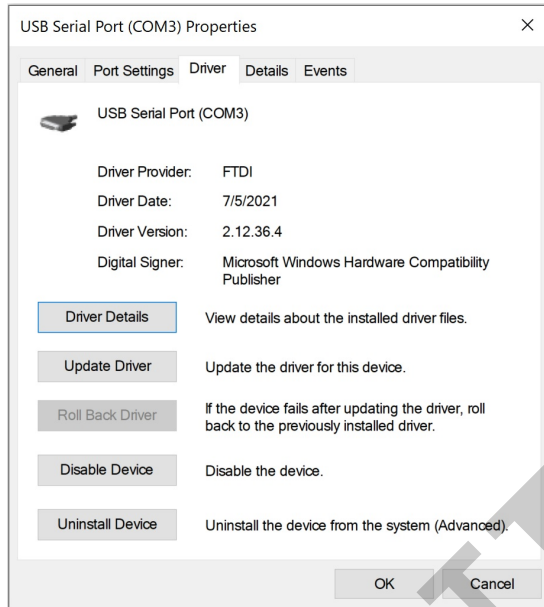 USB Serial Port (COM3) Properties
General Port Settings Driver Details Events
USB Serial Port (COM3)
Driver Provider: FTDI
Driver Date: 7/5/2021
Driver Version: 2.12.36.4
Digital Signer: Microsoft Windows Hardware Compatibility
Publisher
Driver Details View details about the installed driver files.
Update Driver Update the driver for this device.
Roll Back Driver If the device fails after updating the driver, roll
back to the previously installed driver.
Disable Device Disable the device.
Uninstall Device Uninstall the device from the system (Advanced).
OK Cancel